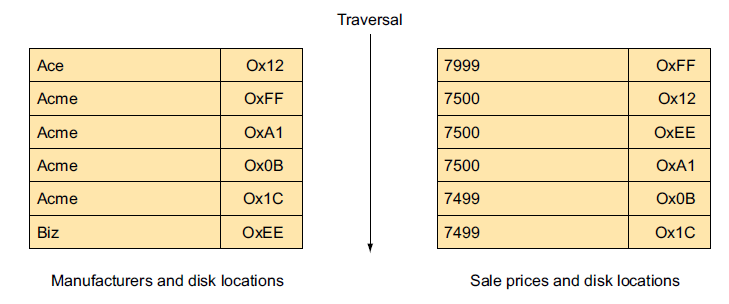 Traversal
Ace Ox12 7999 OxFF
Acme OxFF 7500 Ox12
Acme OxA1 7500 OxEE
Acme Ox0B 7500 OxA1
Acme Ox1C 7499 Ox0B
Biz OxEE 7499 Ox1C
Manufacturers and disk locations Sale prices and disk locations